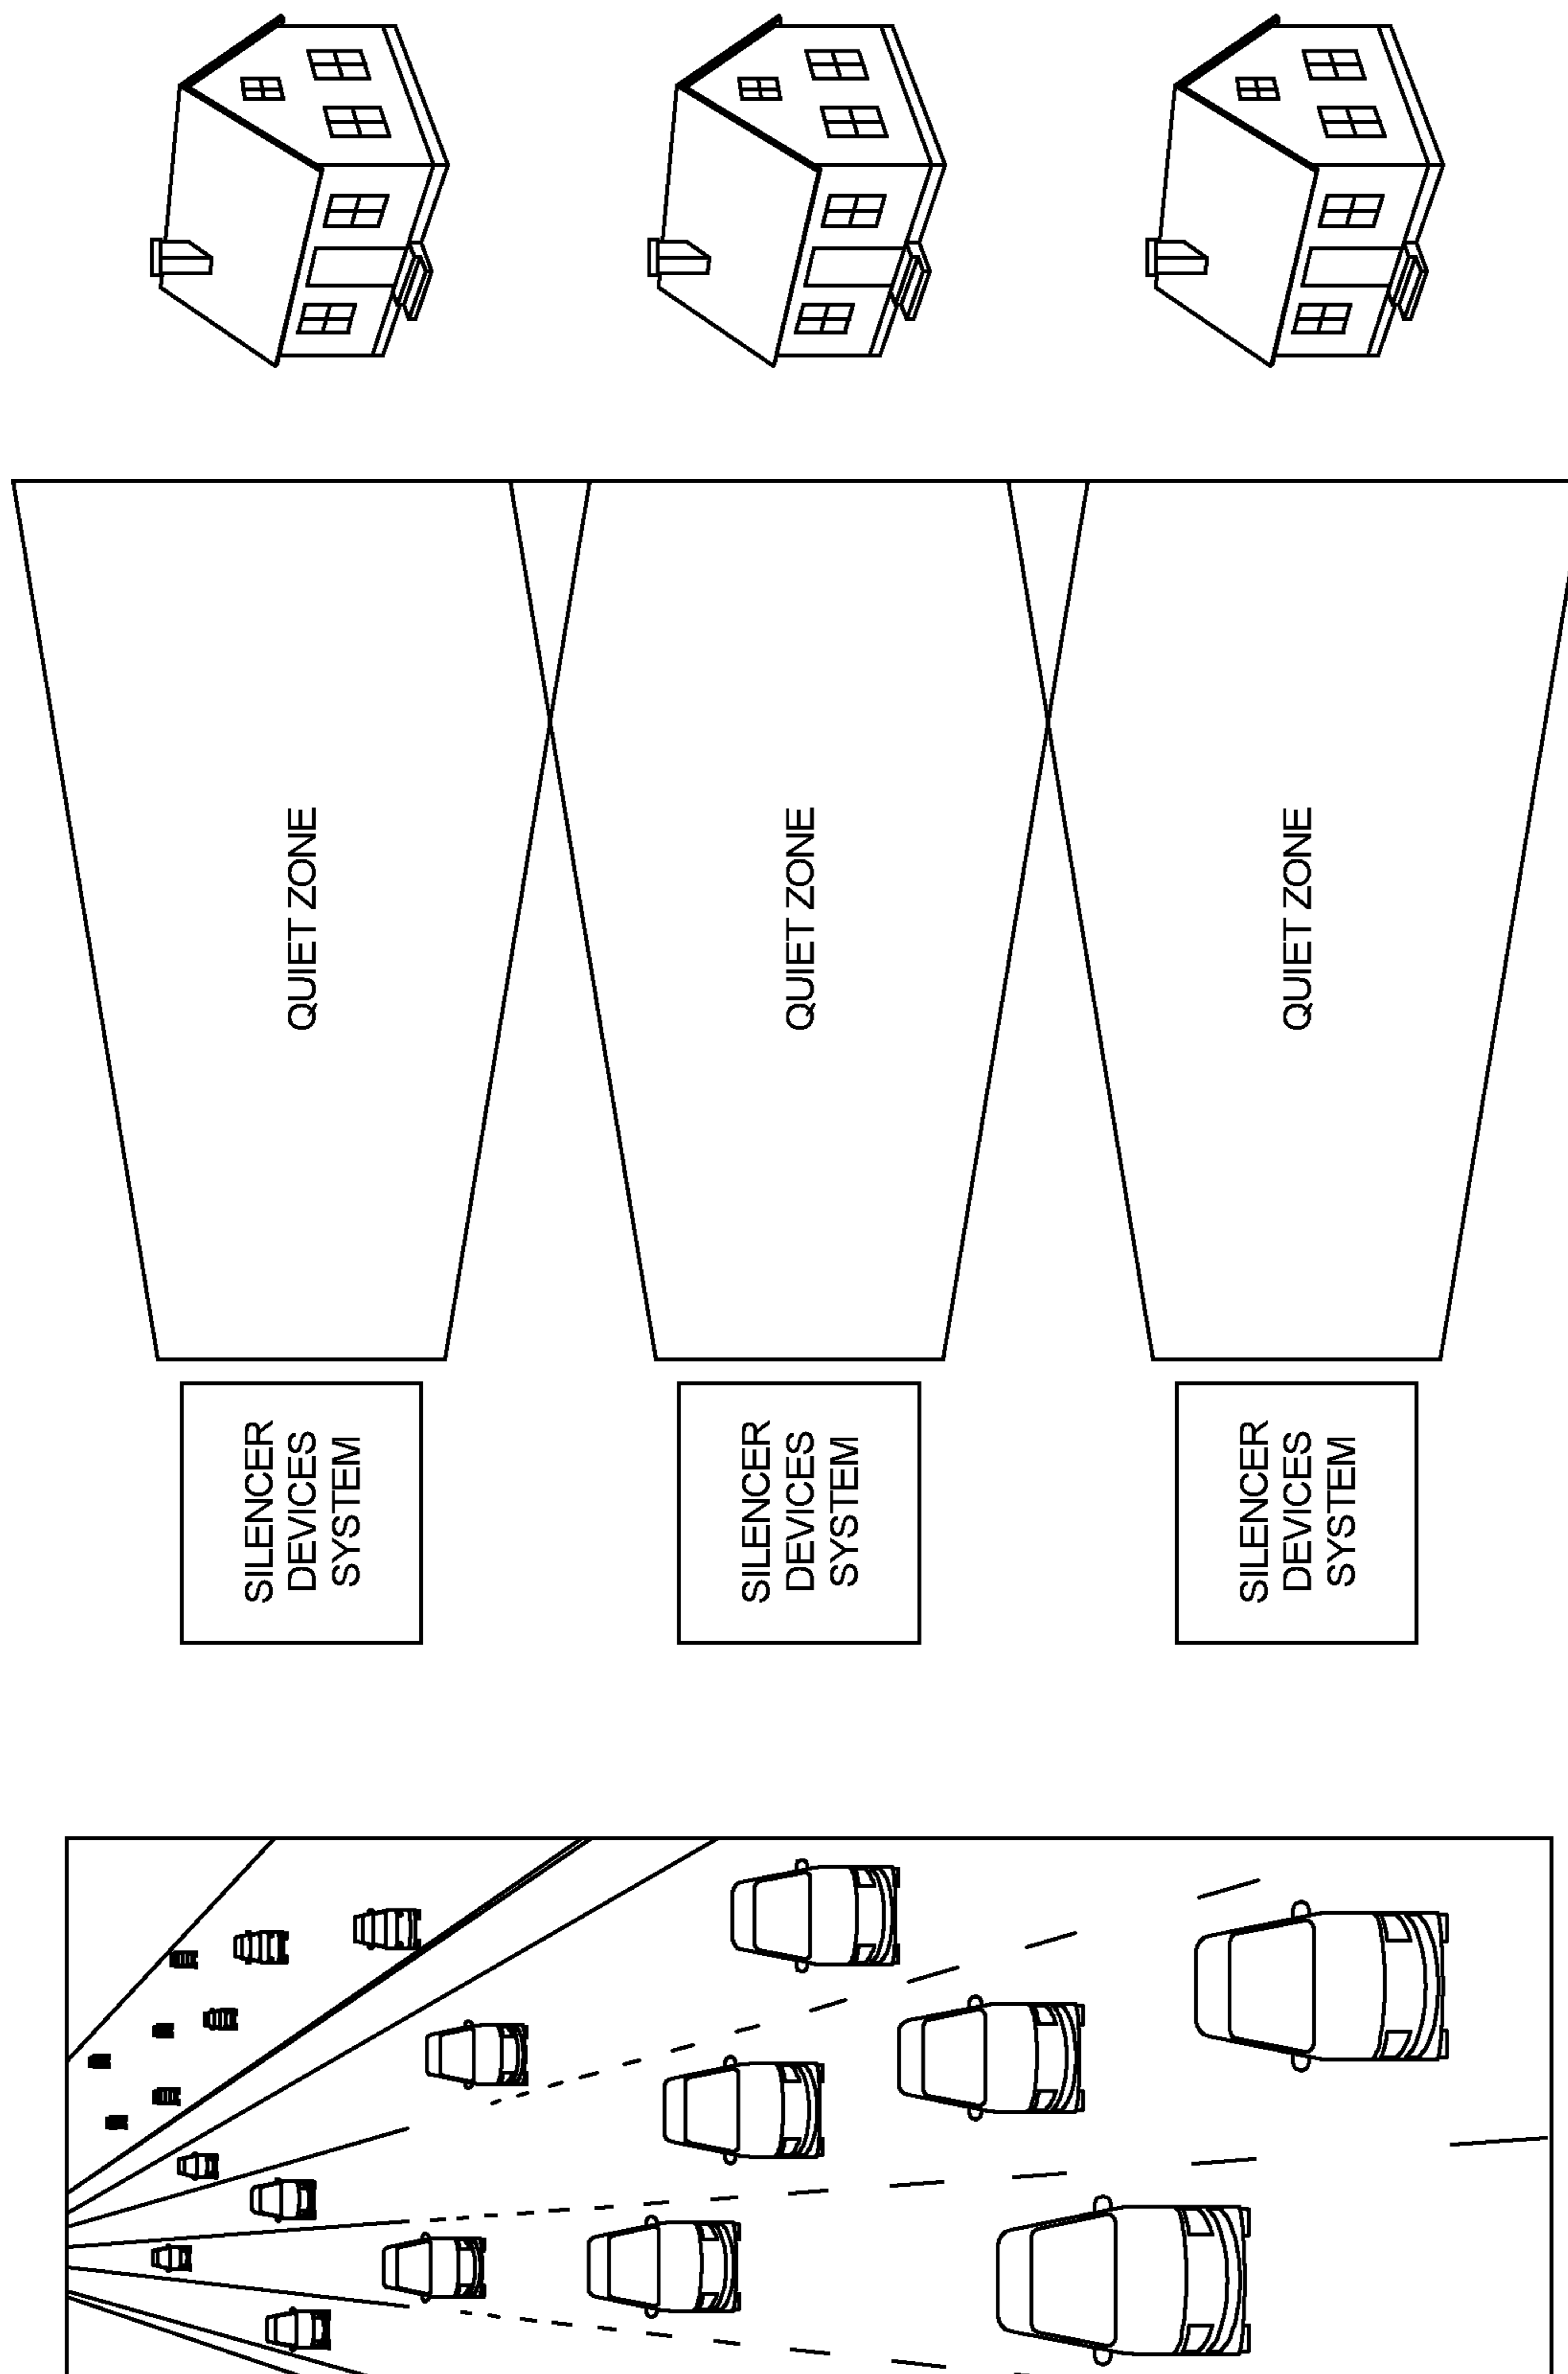 QUIET ZONE
QUIET ZONE
QUIET ZONE
SILENCER
DEVICES
SYSTEM
SILENCER
DEVICES
SYSTEM
SILENCER
DEVICES
SYSTEM